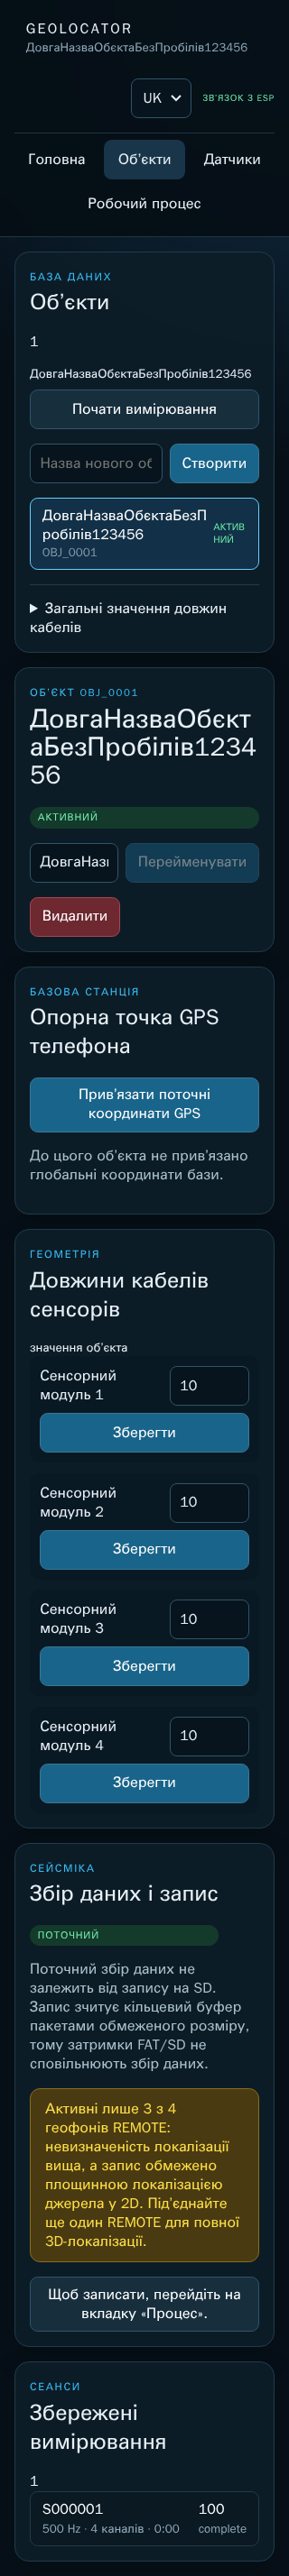 GEOLOCATOR
ДовгаНазваОбєктаБезПробілів123456
UK
ЗВ'ЯЗОК З ESP
Головна
Об'єкти
Датчики
Робочий процес
БАЗА ДАНИХ
Об'єкти
1
ДовгаНазваОбєктаБезПробілів123456
Почати вимірювання
Назва нового об
Створити
ДовгаНазваОбєктаБезП
робілів123456
OBJ_0001
АКТИВ
НИЙ
Загальні значення довжин
кабелів
ОБ'ЄКТ OBJ_0001
ДовгаНазваОбєкт
аБезПробілів1234
56
АКТИВНИЙ
ДовгаНазв
Перейменувати
Видалити
БАЗОВА СТАНЦІЯ
Опорна точка GPS
телефона
Прив'язати поточні
координати GPS
До цього об'єкта не прив'язано
глобальні координати бази.
ГЕОМЕТРІЯ
Довжини кабелів
сенсорів
значення об'єкта
Сенсорний
модуль 1
10
Зберегти
Сенсорний
модуль 2
10
Зберегти
Сенсорний
модуль 3
10
Зберегти
Сенсорний
модуль 4
10
Зберегти
СЕЙСМІКА
Збір даних і запис
ПОТОЧНИЙ
Поточний збір даних не
залежить від запису на SD.
Запис зчитує кільцевий буфер
пакетами обмеженого розміру,
тому затримки FAT/SD не
сповільнюють збір даних.
Активні лише 3 з 4
геофонів REMOTE:
невизначеність локалізації
вища, а запис обмежено
площинною локалізацією
джерела у 2D. Під'єднайте
ще один REMOTE для повної
3D-локалізації.
Щоб записати, перейдіть на
вкладку «Процес».
СЕАНСИ
Збережені
вимірювання
1
S000001
100
500 Hz · 4 каналів · 0:00
complete